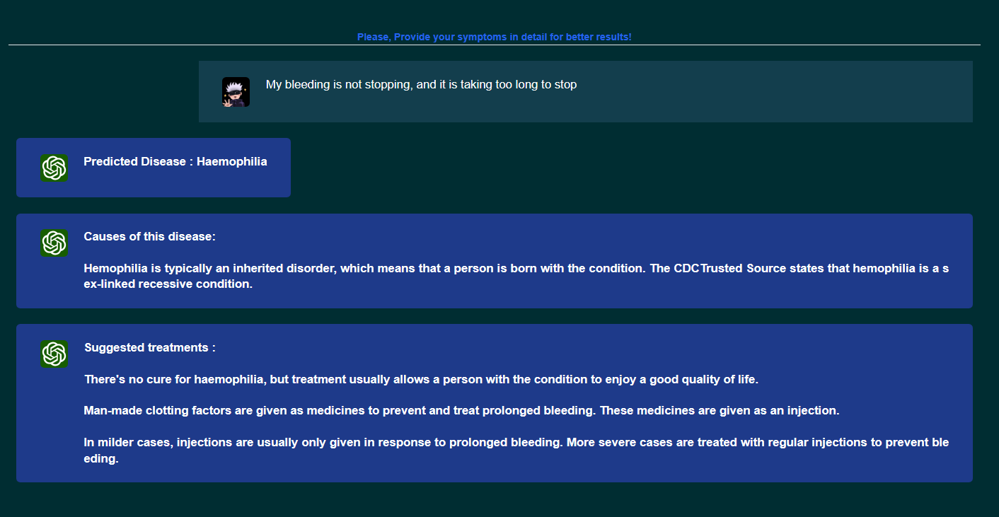 Please, Provide your symptoms in detail for better results!
My bleeding is not stopping, and it is taking too long to stop
Predicted Disease : Haemophilia
Causes of this disease:
Hemophilia is typically an inherited disorder, which means that a person is born with the condition. The CDCTrusted Source states that hemophilia is a s
ex-linked recessive condition.
Suggested treatments :
There's no cure for haemophilia, but treatment usually allows a person with the condition to enjoy a good quality of life.
Man-made clotting factors are given as medicines to prevent and treat prolonged bleeding. These medicines are given as an injection.
In milder cases, injections are usually only given in response to prolonged bleeding. More severe cases are treated with regular injections to prevent ble
eding.